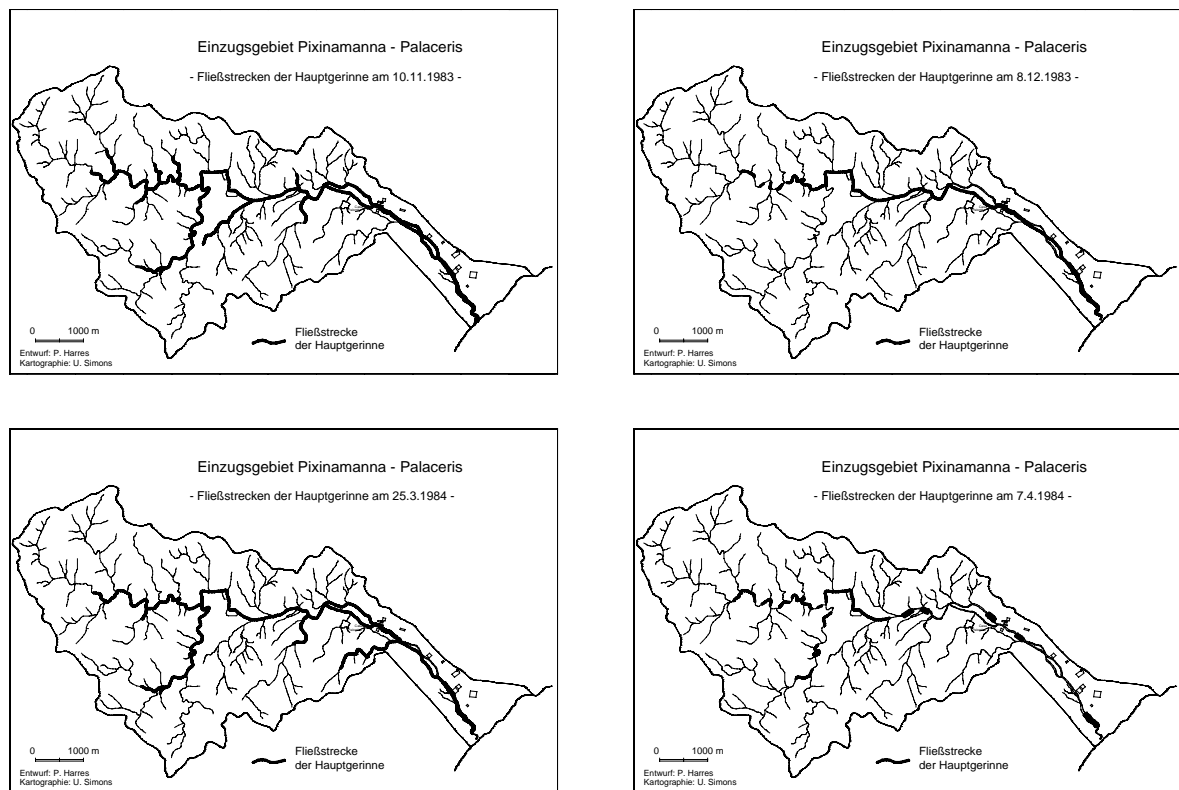 Einzugsgebiet Pixinamanna - Palaceris
- Fließstrecken der Hauptgerinne am 10.11.1983 -
0 1000 m
Entwurf: P. Harres
Kartographie: U. Simons
Fließstrecke
der Hauptgerinne
Einzugsgebiet Pixinamanna - Palaceris
- Fließstrecken der Hauptgerinne am 8.12.1983 -
0 1000 m
Entwurf: P. Harres
Kartographie: U. Simons
Fließstrecke
der Hauptgerinne
Einzugsgebiet Pixinamanna - Palaceris
- Fließstrecken der Hauptgerinne am 25.3.1984 -
0 1000 m
Entwurf: P. Harres
Kartographie: U. Simons
Fließstrecke
der Hauptgerinne
Einzugsgebiet Pixinamanna - Palaceris
- Fließstrecken der Hauptgerinne am 7.4.1984 -
0 1000 m
Entwurf: P. Harres
Kartographie: U. Simons
Fließstrecke
der Hauptgerinne